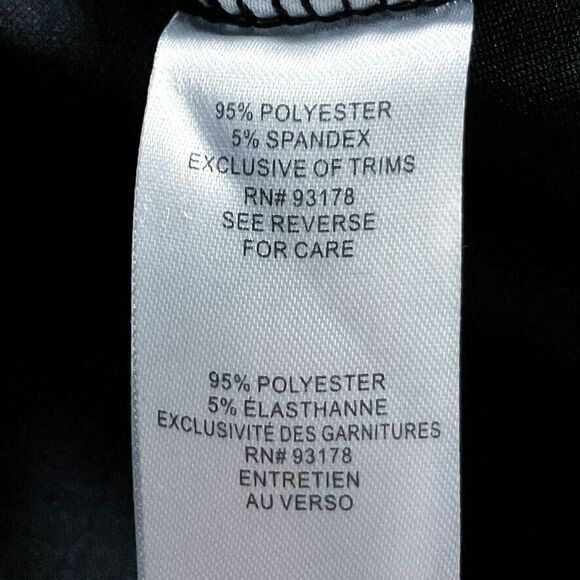 95% POLYESTER
5% SPANDEX
EXCLUSIVE OF TRIMS
RN# 93178
SEE REVERSE
FOR CARE
95% POLYESTER
5% ÉLASTHANNE
EXCLUSIVITÉ DES GARNITURES
RN# 93178
ENTRETIEN
AU VERSO